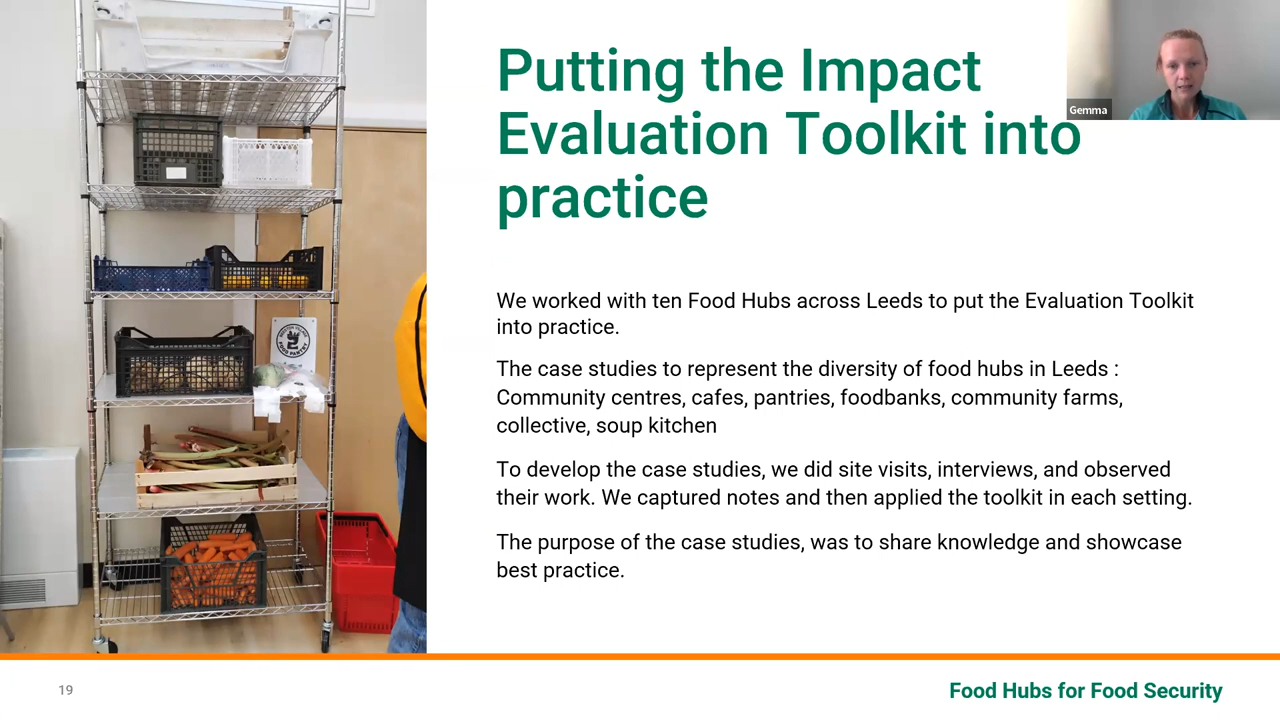 Putting the Impact
Evaluation Toolkit into
practice
Gemma
We worked with ten Food Hubs across Leeds to put the Evaluation Toolkit
into practice.
The case studies to represent the diversity of food hubs in Leeds :
Community centres, cafes, pantries, foodbanks, community farms,
collective, soup kitchen
To develop the case studies, we did site visits, interviews, and observed
their work. We captured notes and then applied the toolkit in each setting.
The purpose of the case studies, was to share knowledge and showcase
best practice.
FOOD PANTRY
19
Food Hubs for Food Security